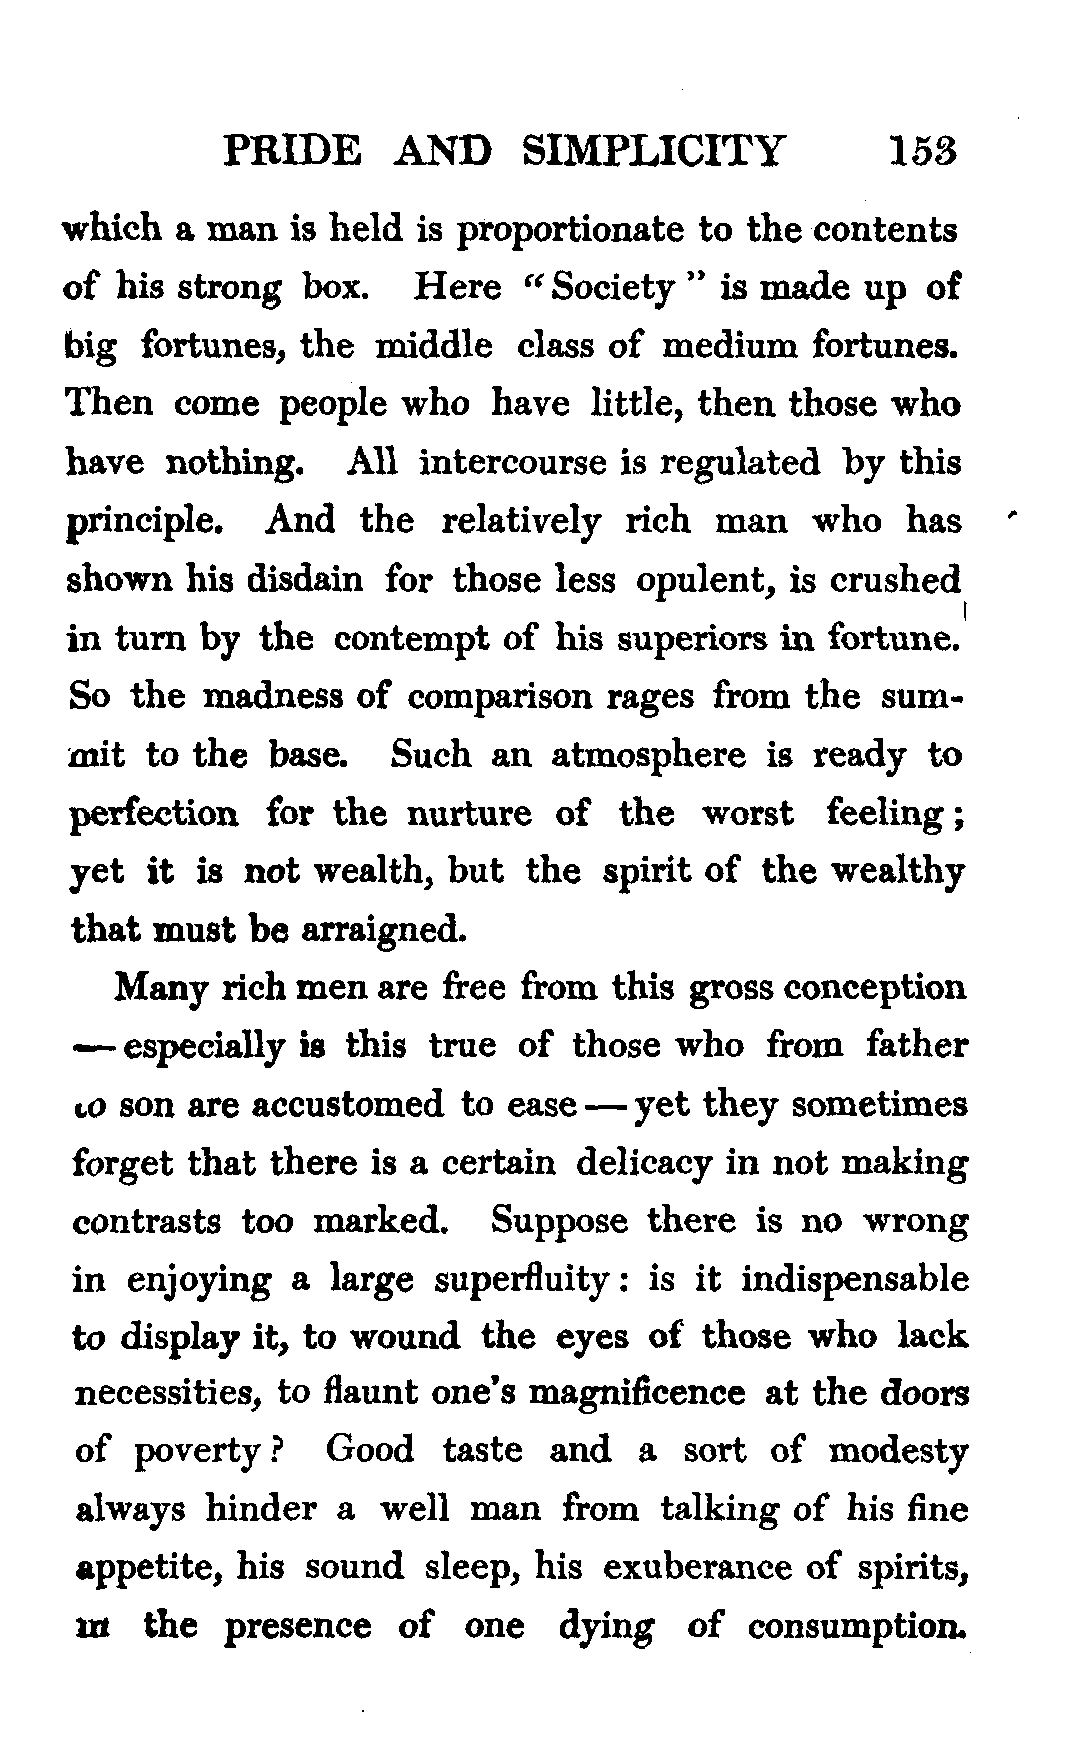 PRIDE AND SIMPLICITY 153
which a man is held is proportionate to the contents
of his strong box. Here “Society” is made up of
big fortunes, the middle class of medium fortunes.
Then come people who have little, then those who
have nothing. All intercourse is regulated by this
principle. And the relatively rich man who has
shown his disdain for those less opulent, is crushed
in turn by the contempt of his superiors in fortune.
So the madness of comparison rages from the sum-
mit to the base. Such an atmosphere is ready to
perfection for the nurture of the worst feeling;
yet it is not wealth, but the spirit of the wealthy
that must be arraigned.
Many rich men are free from this gross conception
— especially is this true of those who from father
to son are accustomed to ease — yet they sometimes
forget that there is a certain delicacy in not making
contrasts too marked. Suppose there is no wrong
in enjoying a large superfluity: is it indispensable
to display it, to wound the eyes of those who lack
necessities, to flaunt one's magnificence at the doors
of poverty? Good taste and a sort of modesty
always hinder a well man from talking of his fine
appetite, his sound sleep, his exuberance of spirits,
in the presence of one dying of consumption.